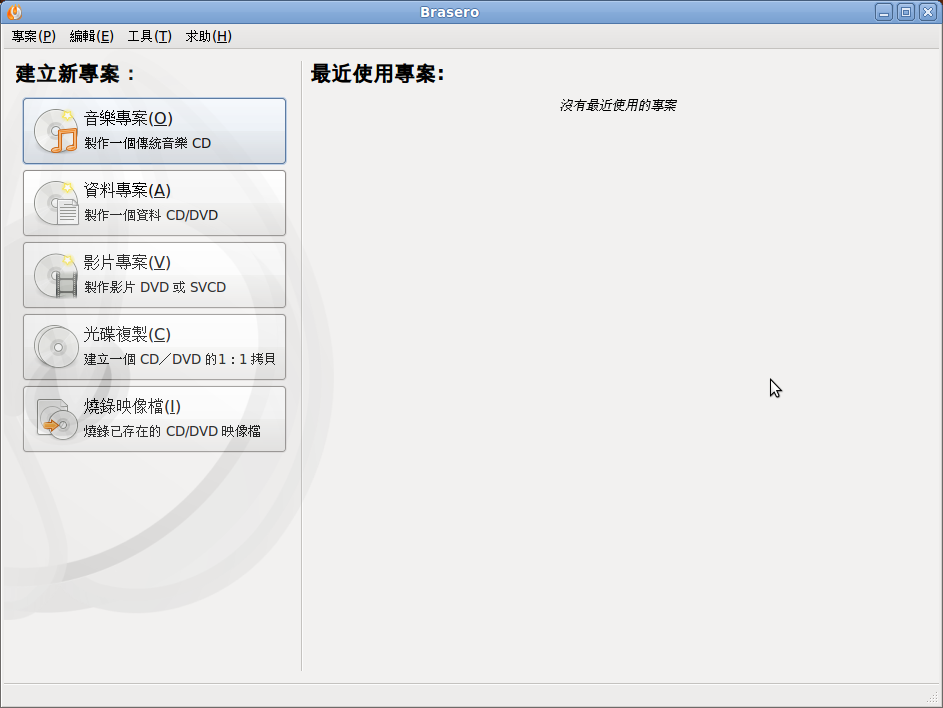 Brasero
專案(P) 編輯(E) 工具(T) 求助(H)
建立新專案：
音樂專案(O)
製作一個傳統音樂 CD
資料專案(A)
製作一個資料 CD/DVD
影片專案(V)
製作影片 DVD 或 SVCD
光碟複製(C)
建立一個 CD／DVD 的1：1 拷貝
燒錄映像檔(I)
燒錄已存在的 CD/DVD 映像檔
最近使用專案:
沒有最近使用的專案